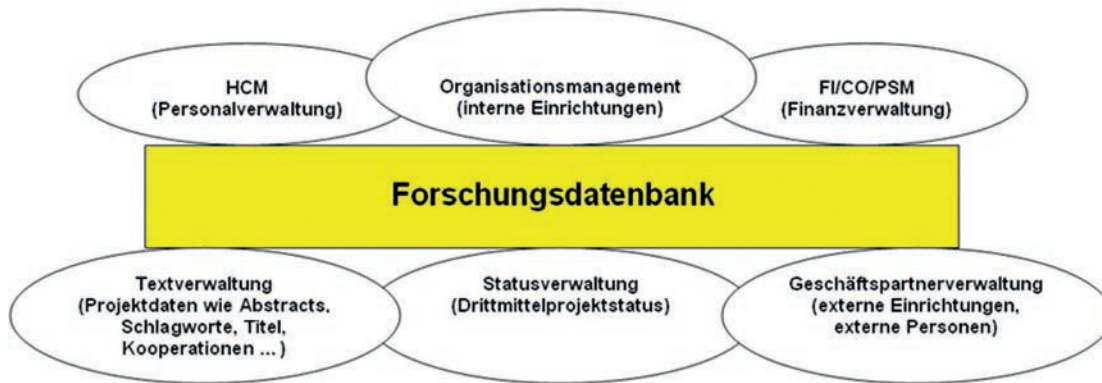 HCM
(Personalverwaltung)
Organisationsmanagement
(interne Einrichtungen)
FI/CO/PSM
(Finanzverwaltung)
Forschungsdatenbank
Textverwaltung
(Projektdaten wie Abstracts,
Schlagworte, Titel,
Kooperationen ... )
Statusverwaltung
(Drittmittelprojektstatus)
Geschäftspartnerverwaltung
(externe Einrichtungen,
externe Personen)